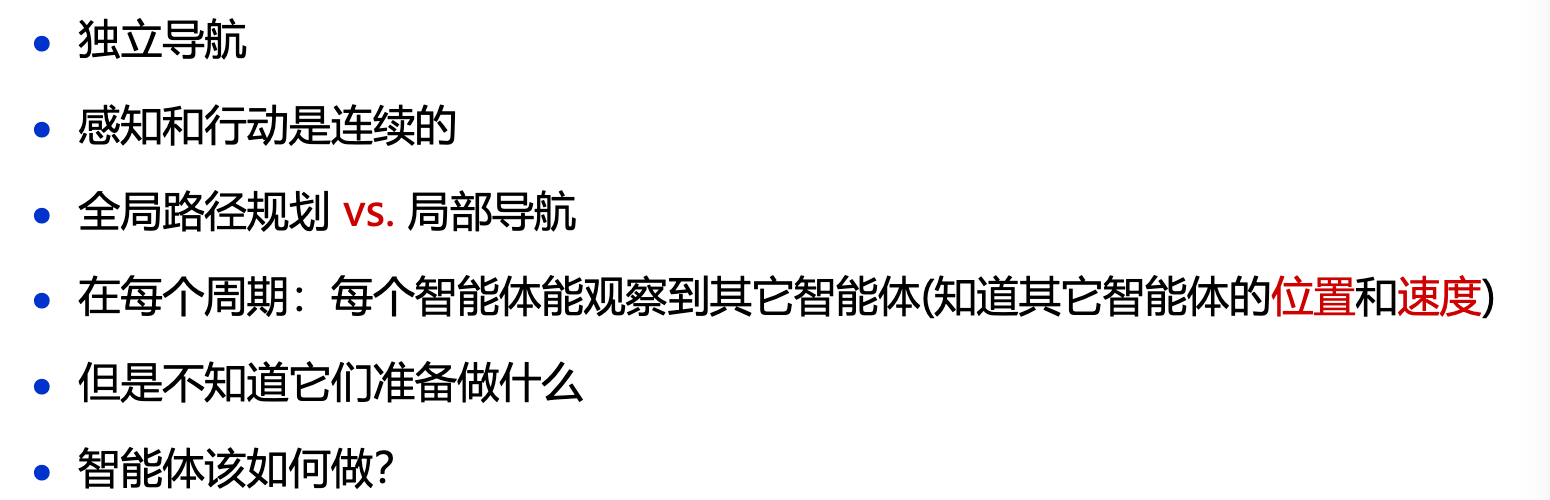 • 独立导航
• 感知和行动是连续的
• 全局路径规划 vs. 局部导航
• 在每个周期：每个智能体能观察到其它智能体(知道其它智能体的位置和速度)
• 但是不知道它们准备做什么
• 智能体该如何做?